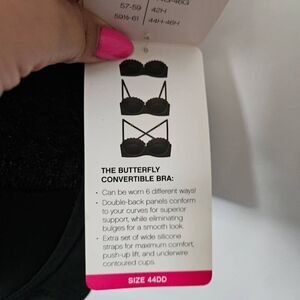 57-59
42H
59½-61
44H-46H
THE BUTTERFLY
CONVERTIBLE BRA:
• Can be worn 6 different ways!
• Double-back panels conform
to your curves for superior
support, while eliminating
bulges for a smooth look.
• Extra set of wide silicone
straps for maximum comfort,
push-up lift, and underwire
contoured cups.
SIZE 44DD